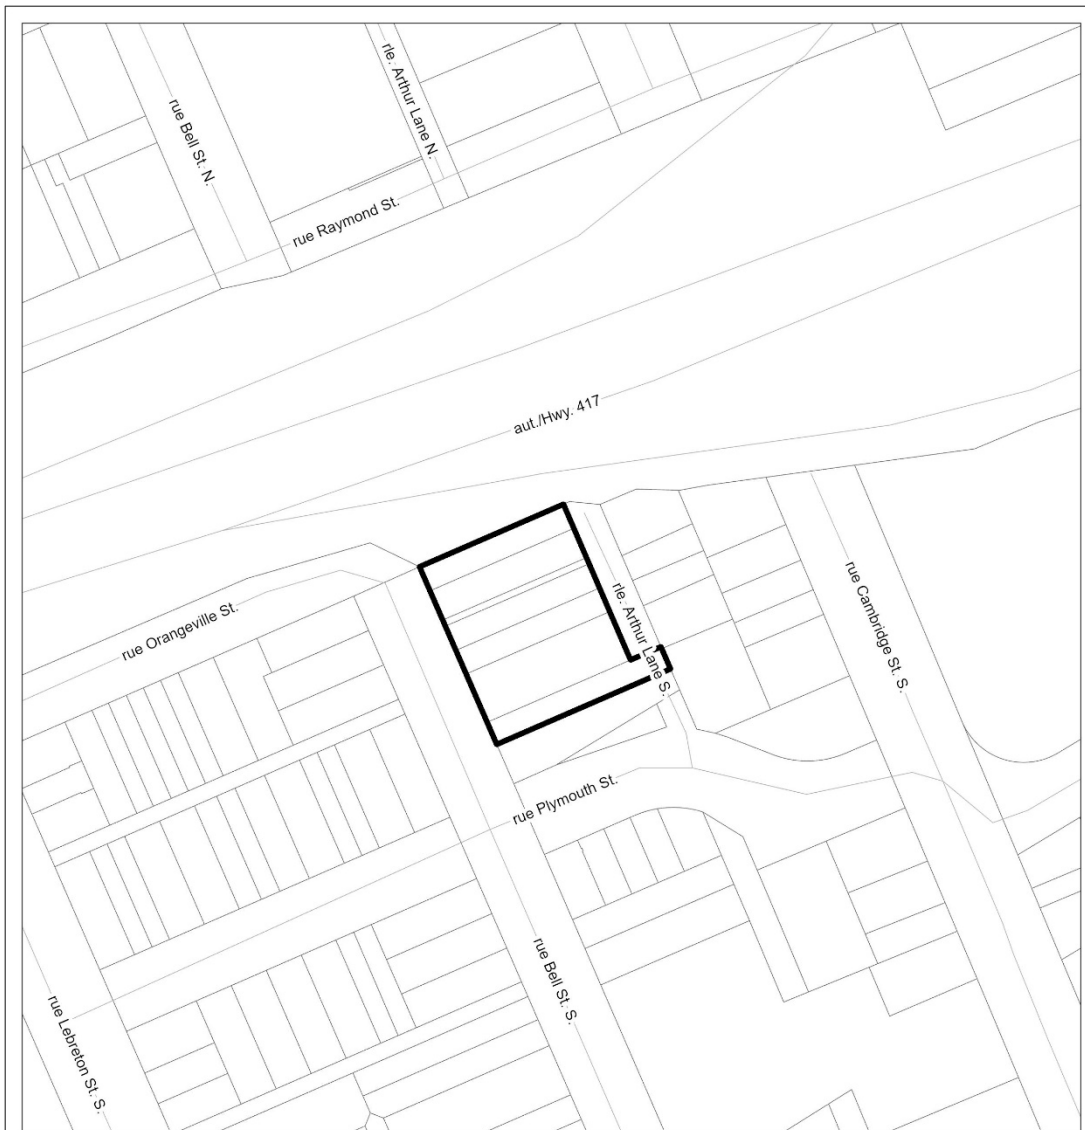 rle. Arthur Lane N.
rue Bell St. N.
rue Raymond St.
aut./Hwy. 417
rue Orangeville St.
rle. Arthur Lane S.
rue Cambridge St. S.
rue Plymouth St.
rue Bell St. S.
rue Lebreton St. S.